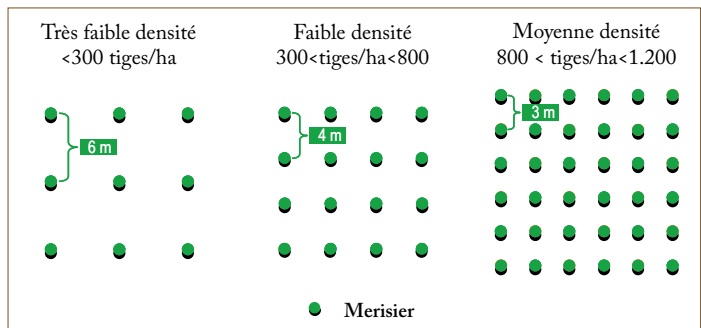 Très faible densité
<300 tiges/ha
Faible densité
300<tiges/ha<800
Moyenne densité
800 < tiges/ha<1.200
6 m
4 m
3 m
Merisier